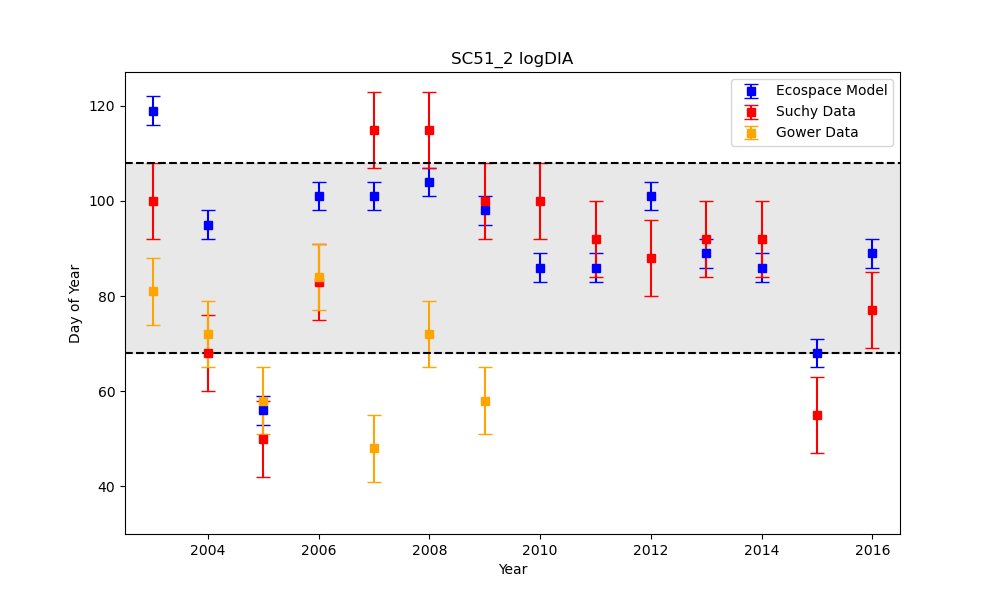 SC51_2 logDIA
Ecospace Model
Suchy Data
Gower Data
120
100
80
60
40
Day of Year
2004 2006 2008 2010 2012 2014 2016
Year